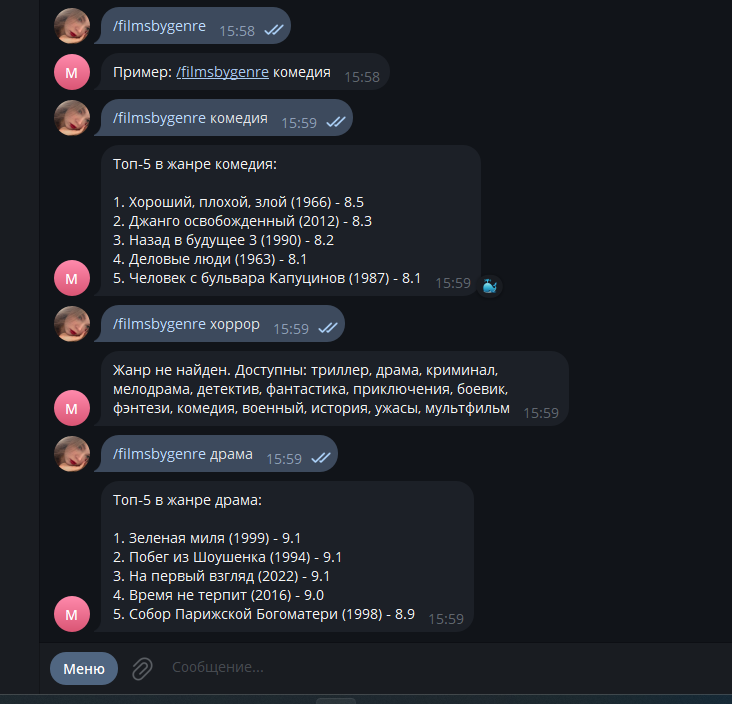 /filmsbygenre 15:58
М
Пример: /filmsbygenre комедия 15:58
/filmsbygenre комедия 15:59
Топ-5 в жанре комедия:
1. Хороший, плохой, злой (1966) - 8.5
2. Джанго освобожденный (2012) - 8.3
3. Назад в будущее 3 (1990) - 8.2
4. Деловые люди (1963) - 8.1
М
5. Человек с бульвара Капуцинов (1987) - 8.1 15:59
/filmsbygenre хоррор 15:59
Жанр не найден. Доступны: триллер, драма, криминал,
мелодрама, детектив, фантастика, приключения, боевик,
М
фэнтези, комедия, военный, история, ужасы, мультфильм 15:59
/filmsbygenre драма 15:59
Топ-5 в жанре драма:
1. Зеленая миля (1999) - 9.1
2. Побег из Шоушенка (1994) - 9.1
3. На первый взгляд (2022) - 9.1
4. Время не терпит (2016) - 9.0
М
5. Собор Парижской Богоматери (1998) - 8.9 15:59
Меню
Сообщение...